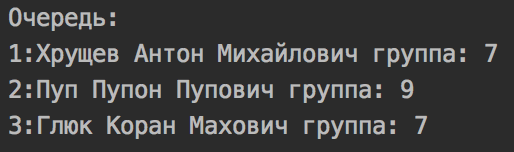 Очередь:
1:Хрущев Антон Михайлович группа: 7
2:Пуп Пупон Пупович группа: 9
3:Глюк Коран Махович группа: 7